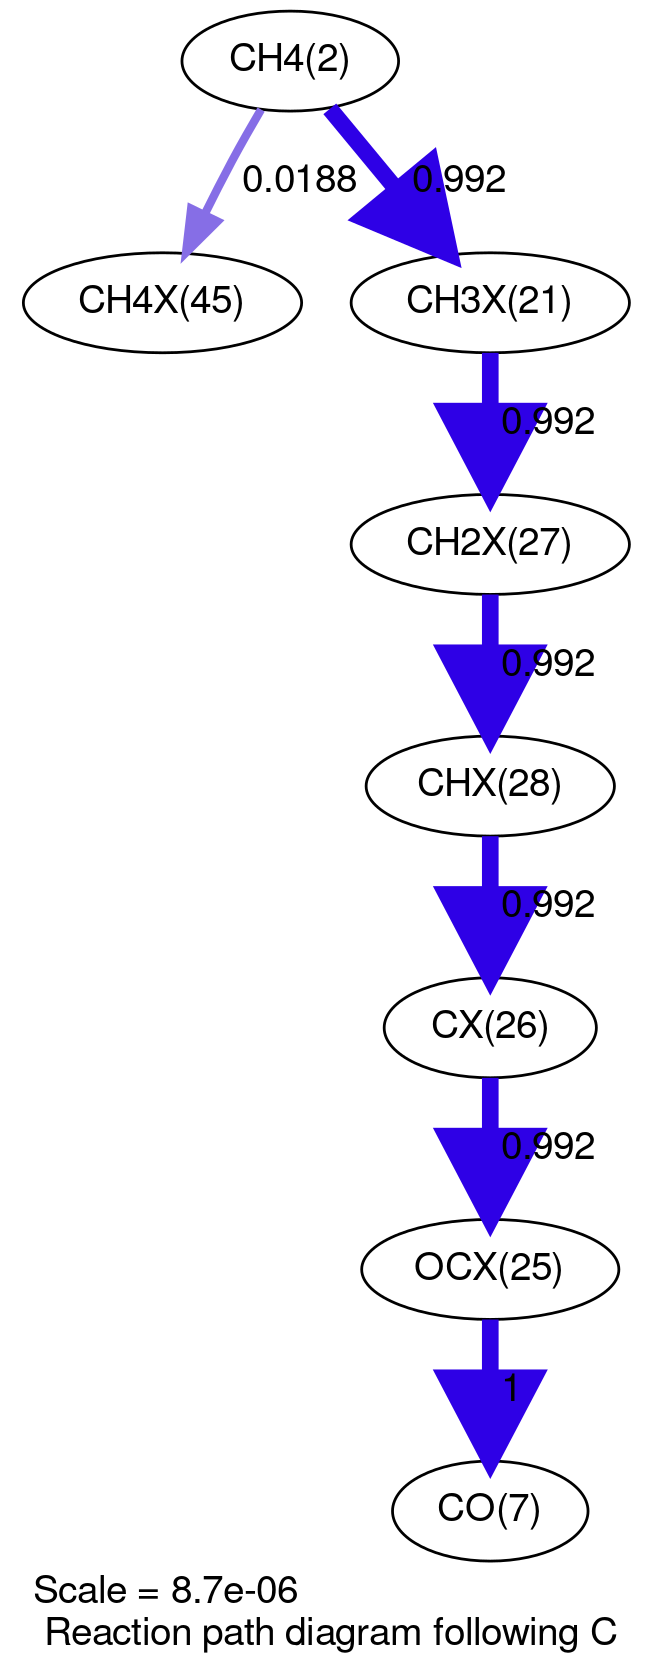 CH4(2)
0.0188
0.992
CH4X(45)
CH3X(21)
0.992
CH2X(27)
0.992
CHX(28)
0.992
CX(26)
0.992
OCX(25)
1
CO(7)
Scale = 8.7e-06
Reaction path diagram following C